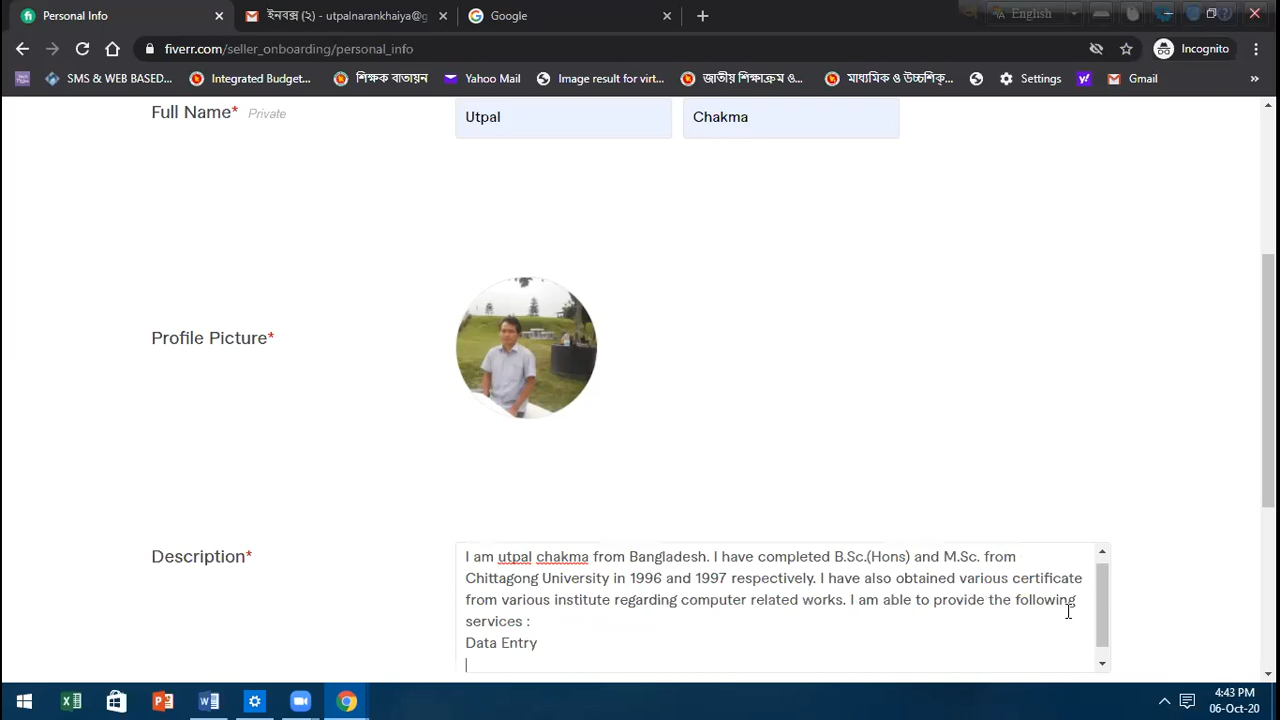 Personal Info
ইনবক্স (২) - utpalnarankhaiya@g
Google
English
fiverr.com/seller_onboarding/personal_info
Incognito
SMS & WEB BASED...
Integrated Budget...
শিক্ষক বাতায়ন
Yahoo Mail
Image result for virt...
জাতীয় শিক্ষাক্রম ও...
মাধ্যমিক ও উচ্চশিক্...
Settings
Gmail
»
Full Name* Private
Utpal
Chakma
Profile Picture*
Description*
I am utpal chakma from Bangladesh. I have completed B.Sc.(Hons) and M.Sc. from
Chittagong University in 1996 and 1997 respectively. I have also obtained various certificate
from various institute regarding computer related works. I am able to provide the following
services :
Data Entry
4:43 PM
06-Oct-20